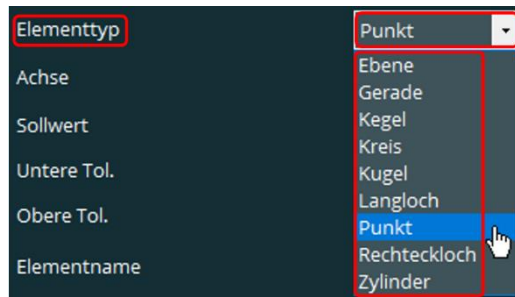 Elementtyp Punkt
Ebene
Achse
Gerade
Kegel
Sollwert
Kreis
Untere Tol.
Kugel
Langloch
Obere Tol.
Punkt
Rechteckloch
Elementname
Zylinder